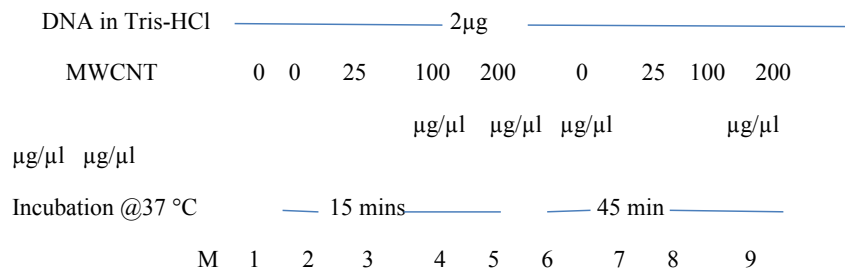 DNA in Tris-HCl 2µg
MWCNT 0 0 25 100 200 0 25 100 200
µg/µl µg/µl µg/µl µg/µl
µg/µl µg/µl
Incubation @37 °C 15 mins 45 min
M 1 2 3 4 5 6 7 8 9